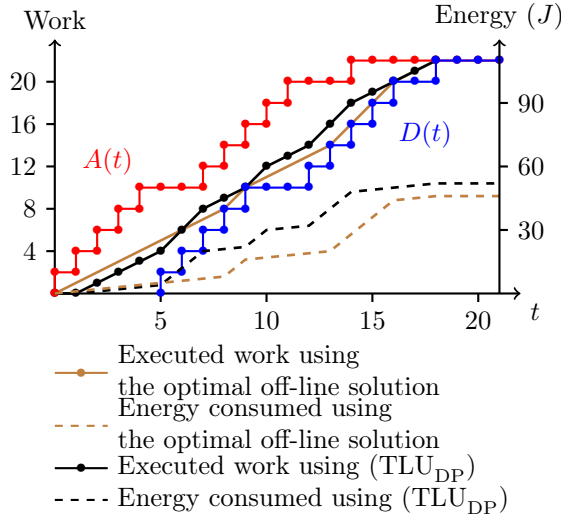 Work
Energy (J)
20
16
12
8
4
90
60
30
A(t)
D(t)
5
10
15
20
t
Executed work using
the optimal off-line solution
Energy consumed using
the optimal off-line solution
Executed work using (TLU_DP)
Energy consumed using (TLU_DP)